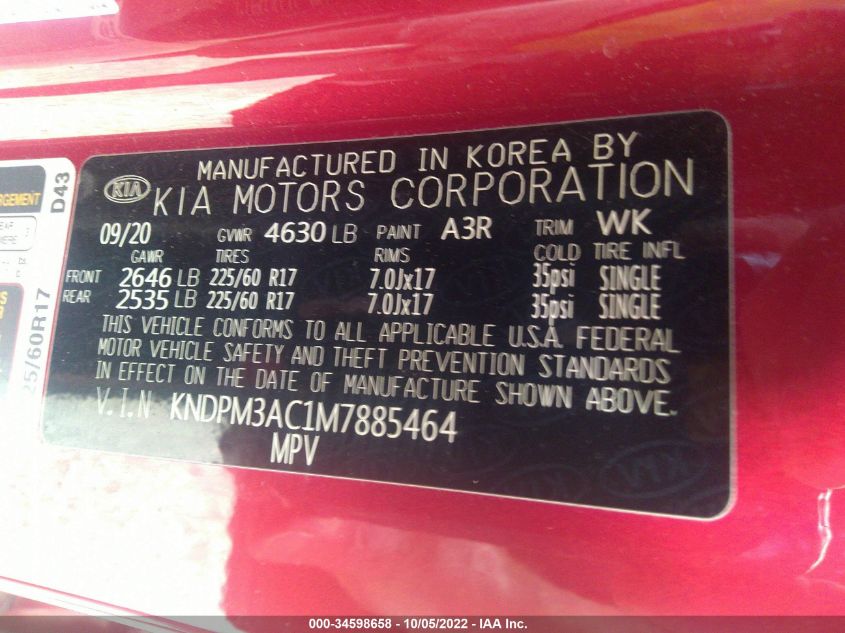 MANUFACTURED IN KOREA BY
KIA KIA MOTORS CORPORATION
09/20 GVWR 4630 LB PAINT A3R TRIM WK
GAWR TIRES RIMS COLD TIRE INFL
FRONT 2646 LB 225/60 R17 7.0Jx17 35psi SINGLE
REAR 2535 LB 225/60 R17 7.0Jx17 35psi SINGLE
THIS VEHICLE CONFORMS TO ALL APPLICABLE U.S.A. FEDERAL
MOTOR VEHICLE SAFETY AND THEFT PREVENTION STANDARDS
IN EFFECT ON THE DATE OF MANUFACTURE SHOWN ABOVE.
V.I.N KNDPM3AC1M7885464
MPV
D43
25/60R17
000-34598658 - 10/05/2022 - IAA Inc.